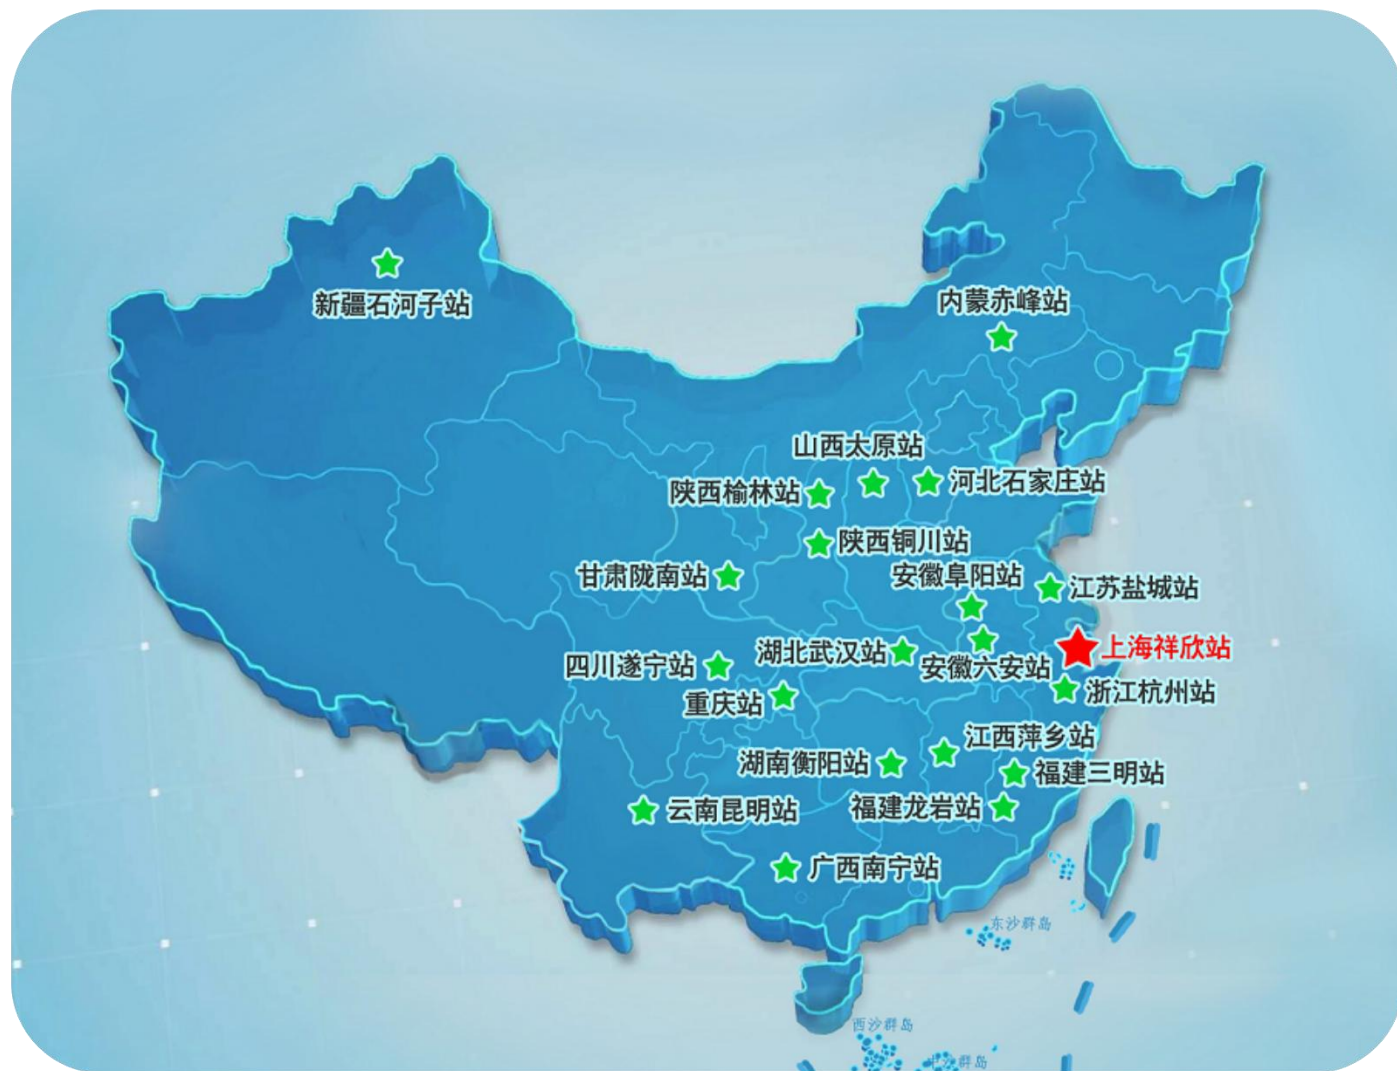 新疆石河子站
内蒙赤峰站
山西太原站
陕西榆林站
河北石家庄站
陕西铜川站
甘肃陇南站
安徽阜阳站
江苏盐城站
湖北武汉站
上海祥欣站
四川遂宁站
安徽六安站
重庆站
浙江杭州站
江西萍乡站
湖南衡阳站
福建三明站
云南昆明站
福建龙岩站
广西南宁站
东沙群岛
西沙群岛
中沙群岛